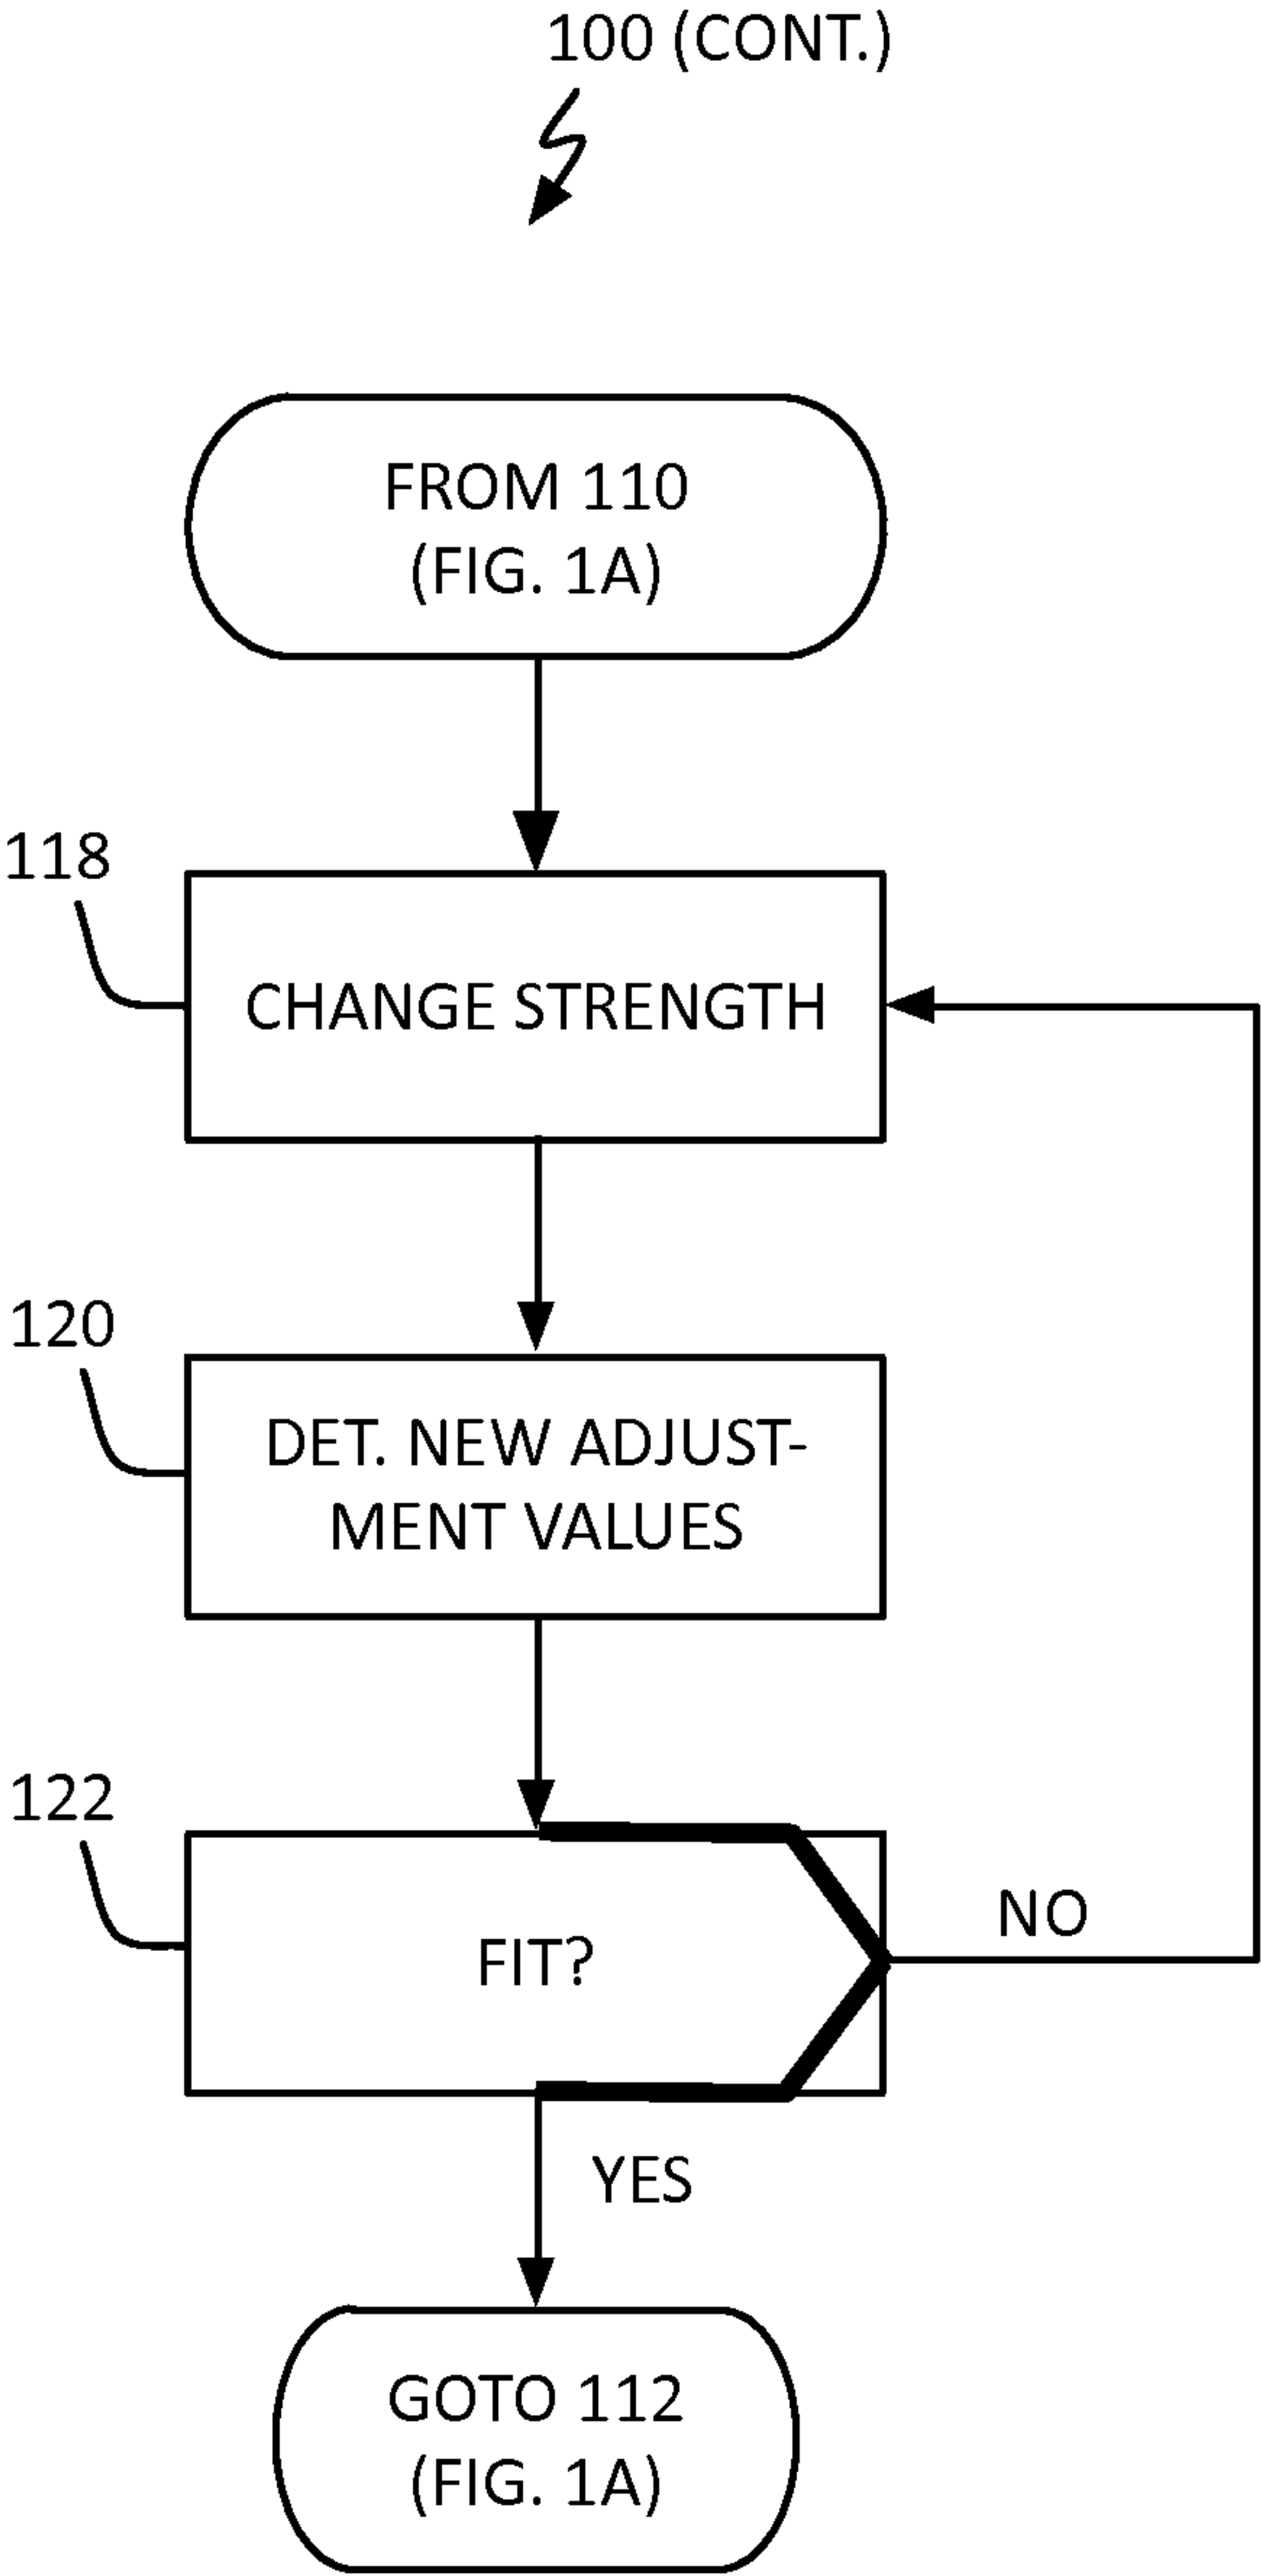 100 (CONT.)
FROM 110
(FIG. 1A)
118
CHANGE STRENGTH
120
DET. NEW ADJUST-
MENT VALUES
122
FIT?
NO
YES
GOTO 112
(FIG. 1A)